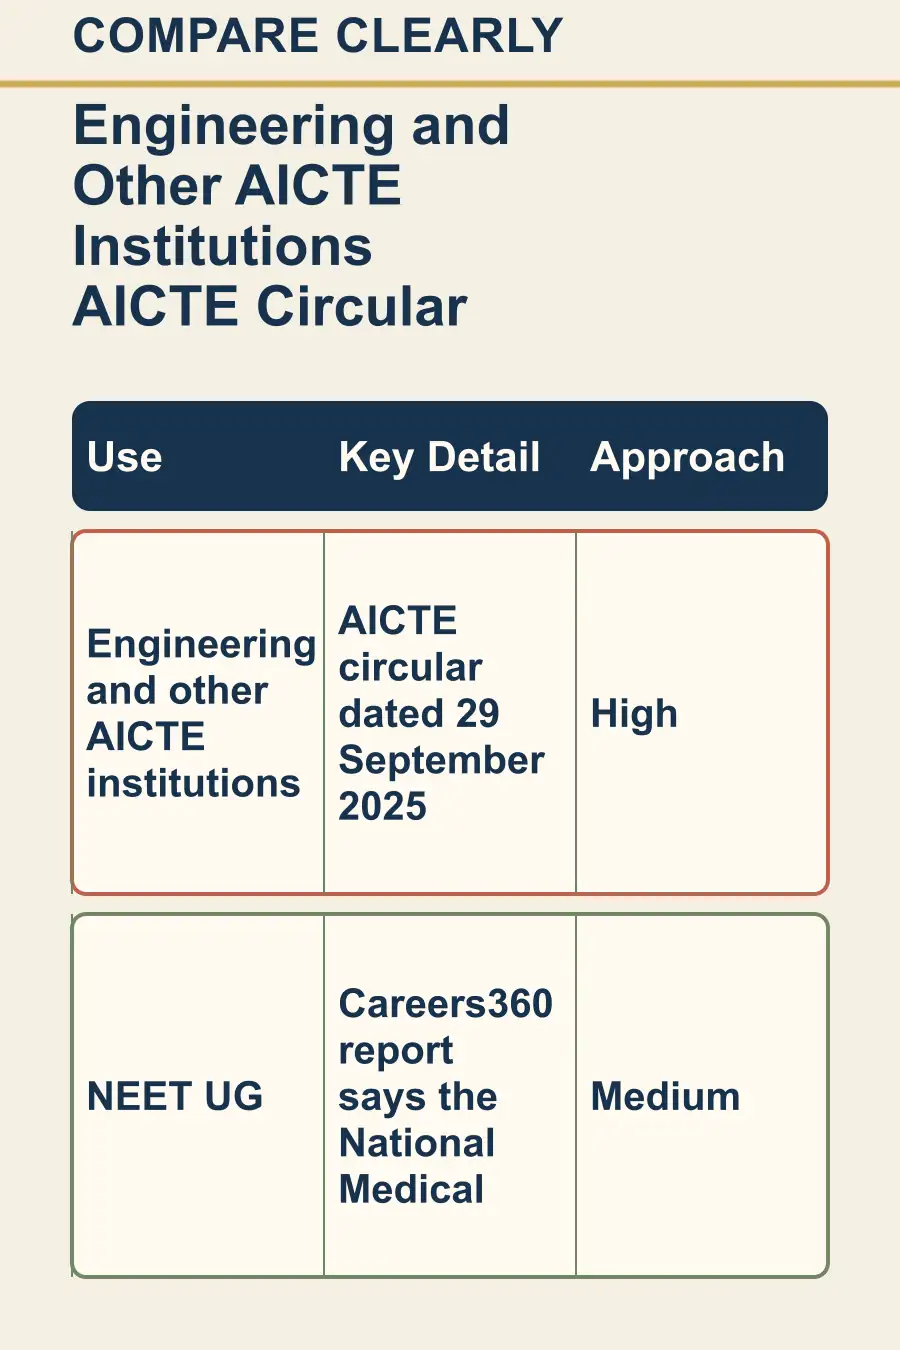 COMPARE CLEARLY
Engineering and
Other AICTE
Institutions
AICTE Circular
Use
Key Detail
Approach
Engineering
and other
AICTE
institutions
AICTE
circular
dated 29
September
2025
High
NEET UG
Careers360
report
says the
National
Medical
Medium